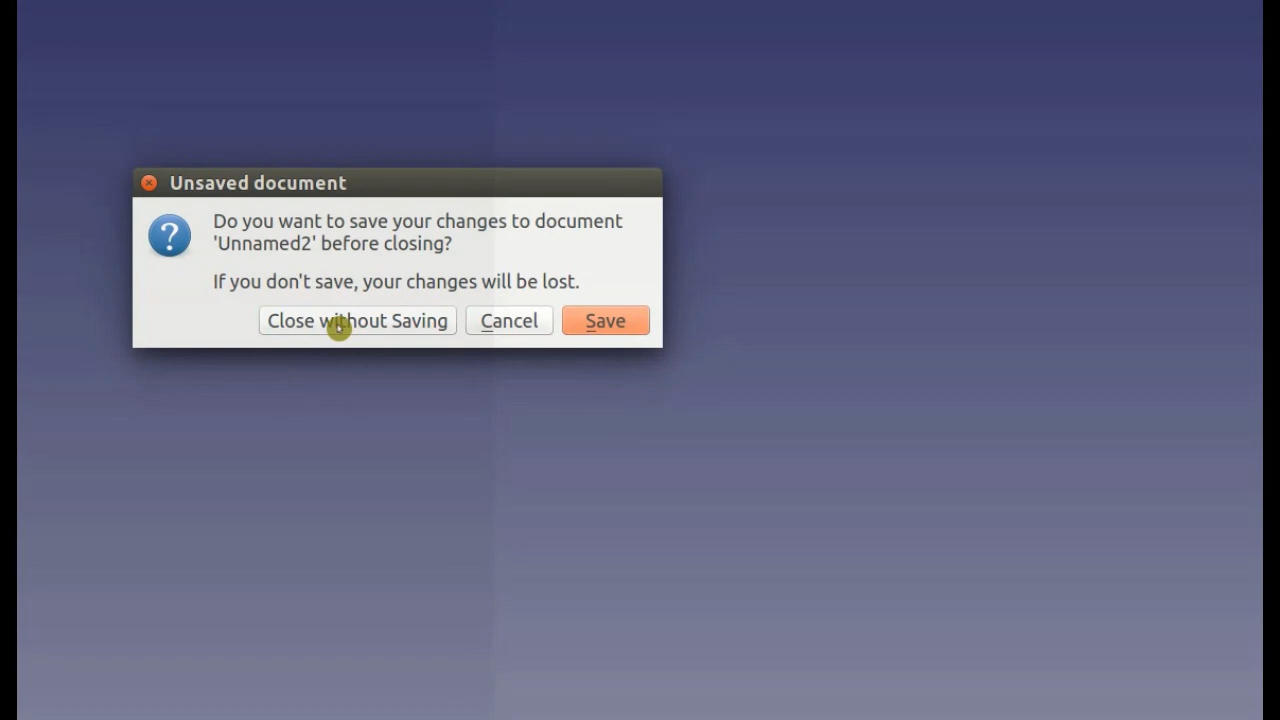 Unsaved document
Do you want to save your changes to document
'Unnamed2' before closing?
If you don't save, your changes will be lost.
Close without Saving Cancel Save